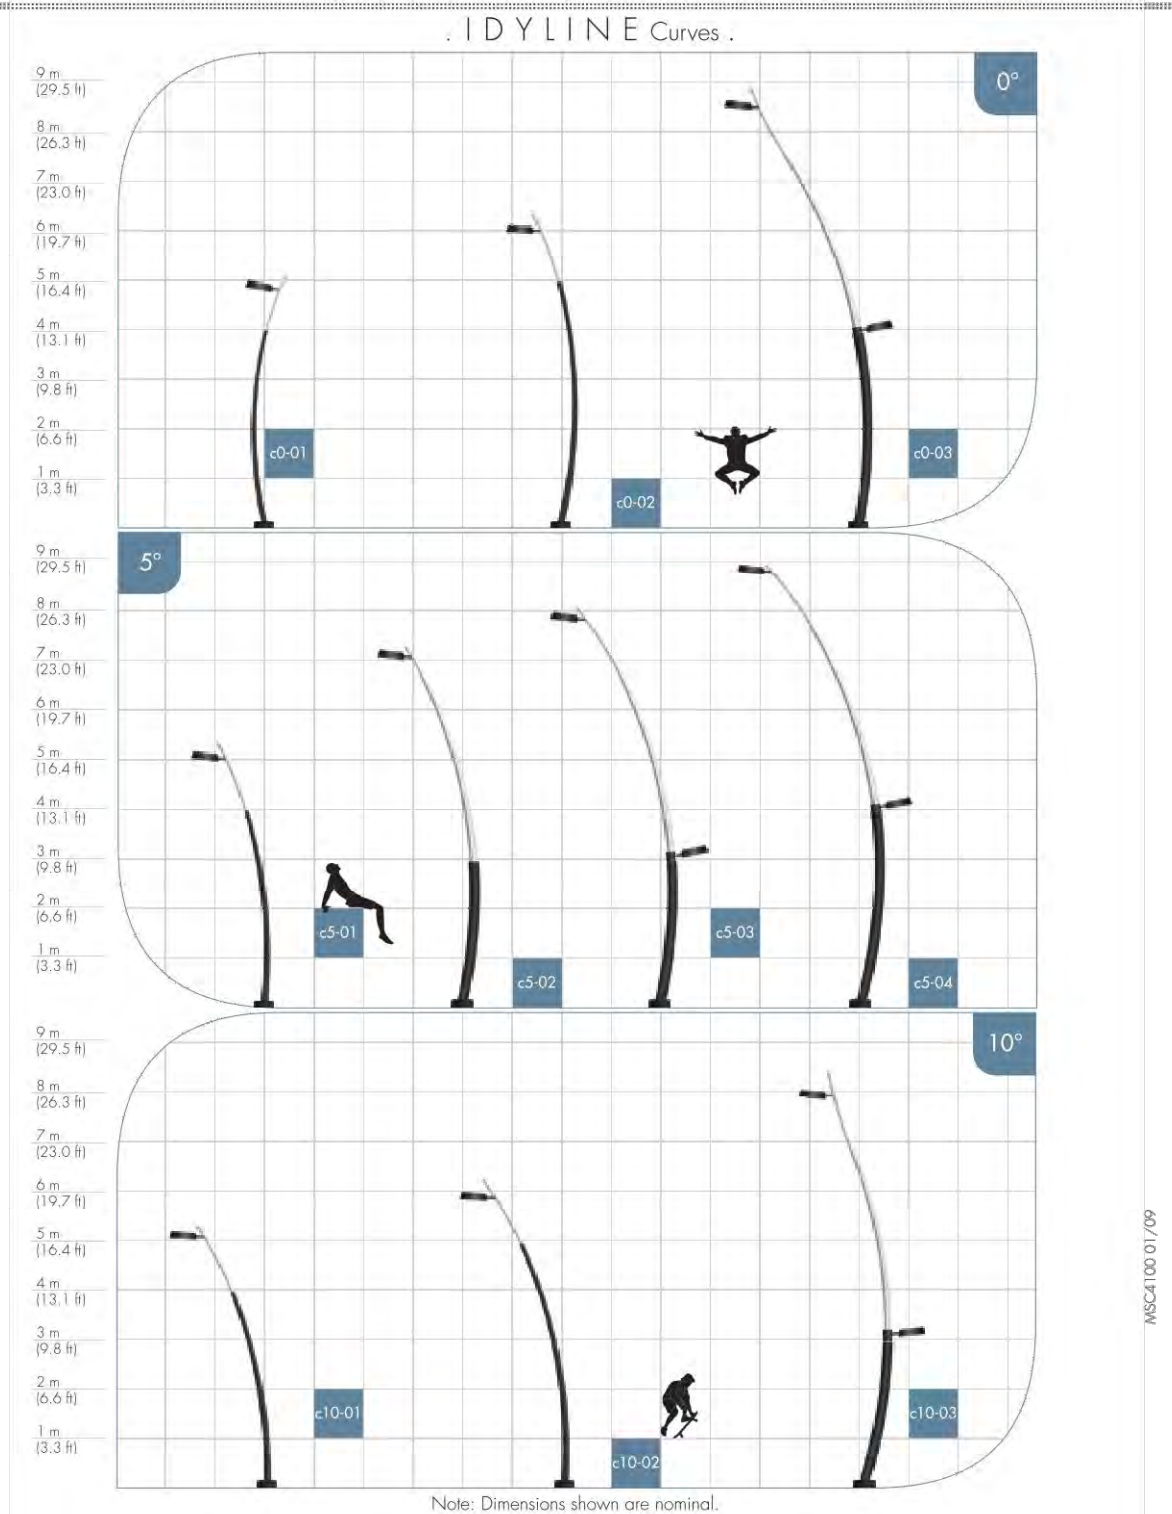 . IDYLINE Curves .
0°
9 m
(29.5 ft)
8 m
(26.3 ft)
7 m
(23.0 ft)
6 m
(19.7 ft)
5 m
(16.4 ft)
4 m
(13.1 ft)
3 m
(9.8 ft)
2 m
(6.6 ft)
1 m
(3.3 ft)
c0-01
c0-02
c0-03
5°
9 m
(29.5 ft)
8 m
(26.3 ft)
7 m
(23.0 ft)
6 m
(19.7 ft)
5 m
(16.4 ft)
4 m
(13.1 ft)
3 m
(9.8 ft)
2 m
(6.6 ft)
1 m
(3.3 ft)
c5-01
c5-02
c5-03
c5-04
10°
9 m
(29.5 ft)
8 m
(26.3 ft)
7 m
(23.0 ft)
6 m
(19.7 ft)
5 m
(16.4 ft)
4 m
(13.1 ft)
3 m
(9.8 ft)
2 m
(6.6 ft)
1 m
(3.3 ft)
c10-01
c10-02
c10-03
Note: Dimensions shown are nominal.
MSC4100 01/09